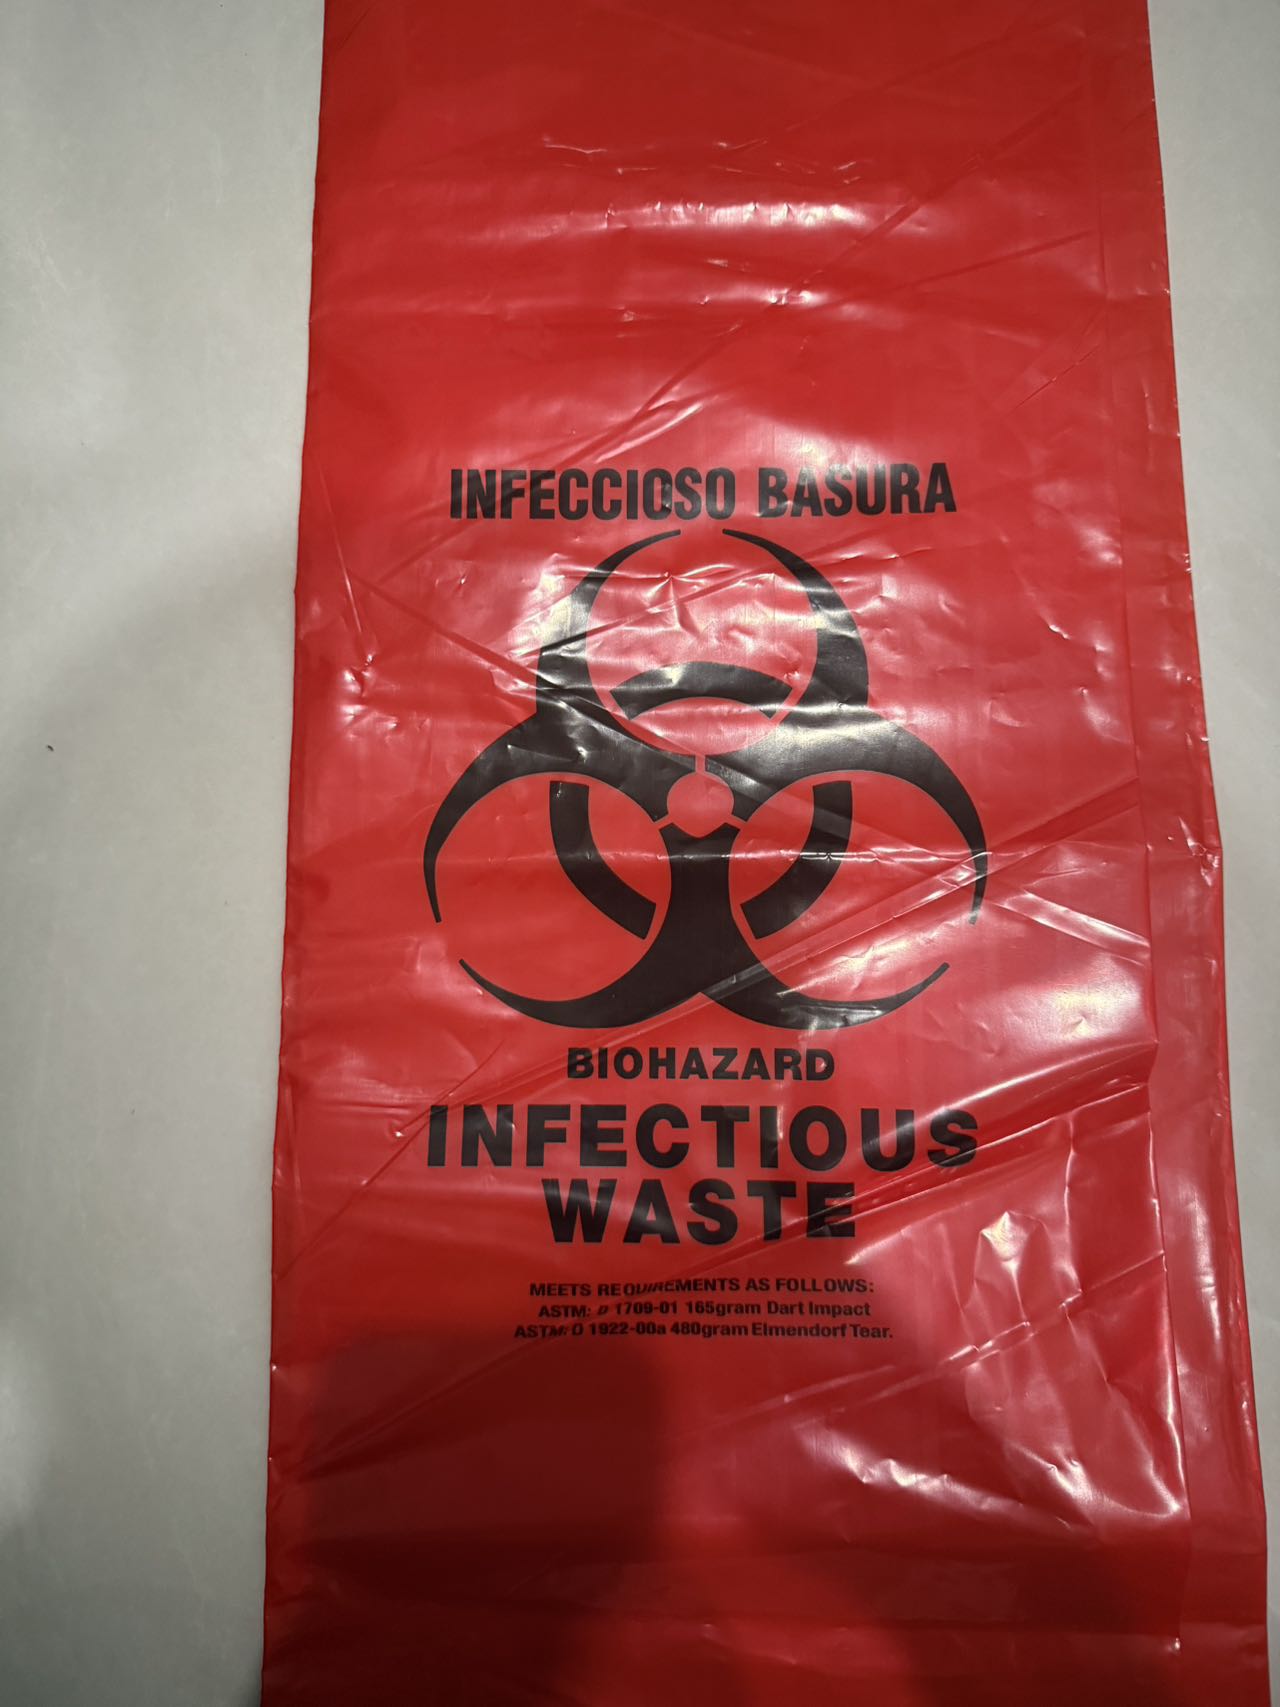 INFECCIOSO BASURA
BIOHAZARD
INFECTIOUS
WASTE
MEETS REQUIREMENTS AS FOLLOWS:
ASTM: D 1709-01 165gram Dart Impact
ASTM: D 1922-00a 480gram Elmendorf Tear.